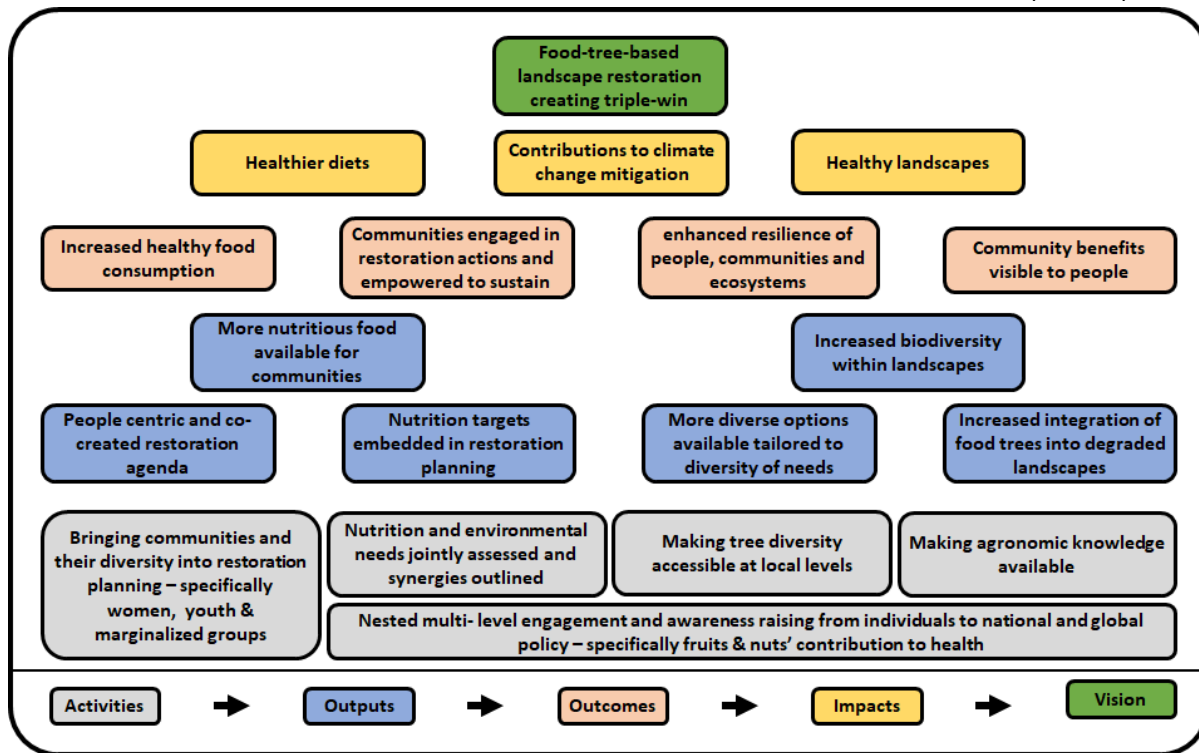 Food-tree-based
landscape restoration
creating triple-win
Healthier diets
Contributions to climate
change mitigation
Healthy landscapes
Increased healthy food
consumption
Communities engaged in
restoration actions and
empowered to sustain
enhanced resilience of
people, communities and
ecosystems
Community benefits
visible to people
More nutritious food
available for
communities
Increased biodiversity
within landscapes
People centric and co-
created restoration
agenda
Nutrition targets
embedded in restoration
planning
More diverse options
available tailored to
diversity of needs
Increased integration of
food trees into degraded
landscapes
Bringing communities and
their diversity into restoration
planning – specifically
women, youth &
marginalized groups
Nutrition and environmental
needs jointly assessed and
synergies outlined
Making tree diversity
accessible at local levels
Making agronomic knowledge
available
Nested multi- level engagement and awareness raising from individuals to national and global
policy – specifically fruits & nuts’ contribution to health
Activities
Outputs
Outcomes
Impacts
Vision